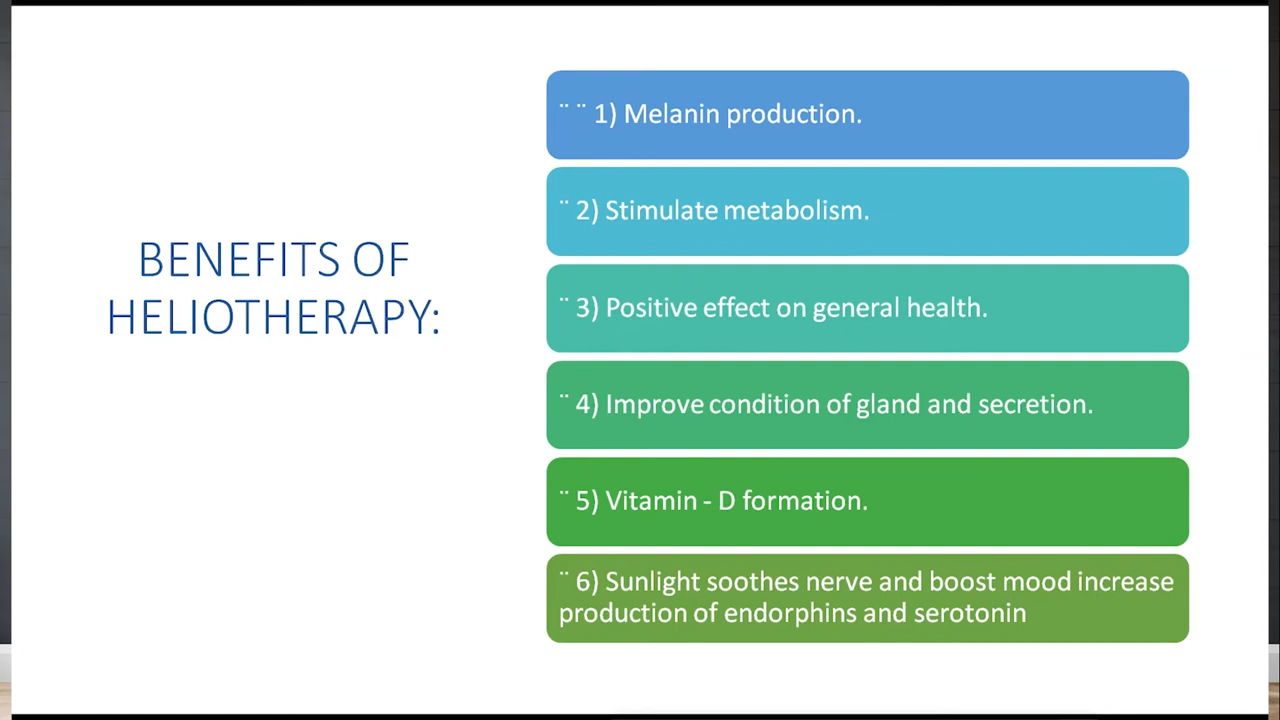 BENEFITS OF
HELIOTHERAPY:
¨ ¨ 1) Melanin production.
¨ 2) Stimulate metabolism.
¨ 3) Positive effect on general health.
¨ 4) Improve condition of gland and secretion.
¨ 5) Vitamin - D formation.
¨ 6) Sunlight soothes nerve and boost mood increase
production of endorphins and serotonin